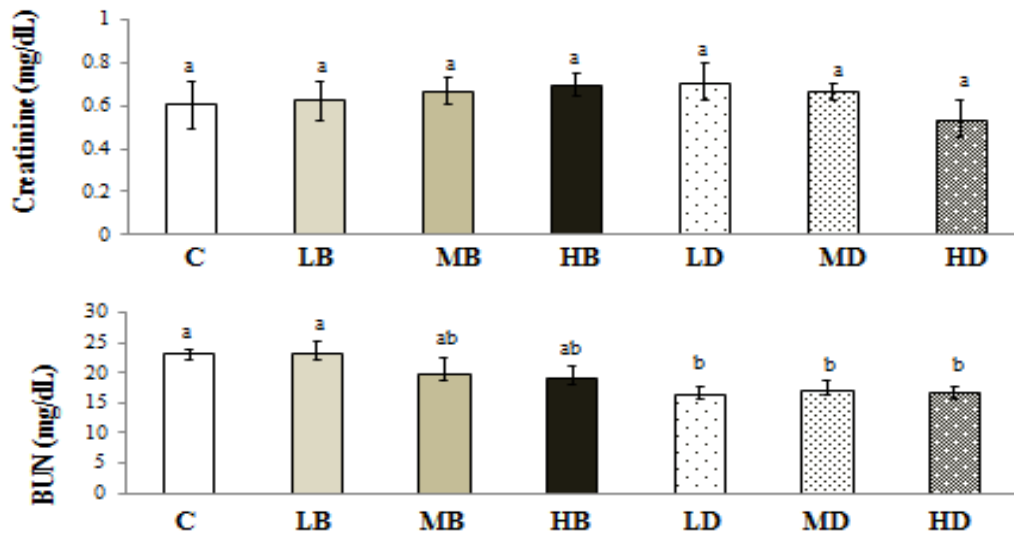 Creatinine (mg/dL)
1
0.8
0.6
0.4
0.2
0
a a a a a a a
C LB MB HB LD MD HD
BUN (mg/dL)
30
25
20
15
10
5
0
a a ab ab b b b
C LB MB HB LD MD HD